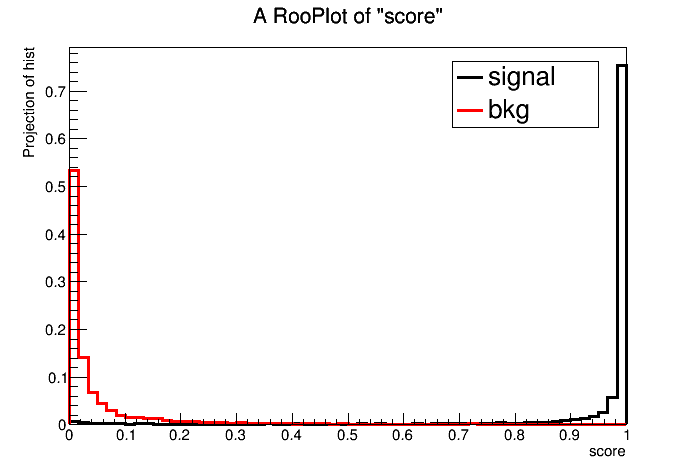 A RooPlot of "score"
Projection of hist
signal
bkg
0.7
0.6
0.5
0.4
0.3
0.2
0.1
0
0 0.1 0.2 0.3 0.4 0.5 0.6 0.7 0.8 0.9 1
score